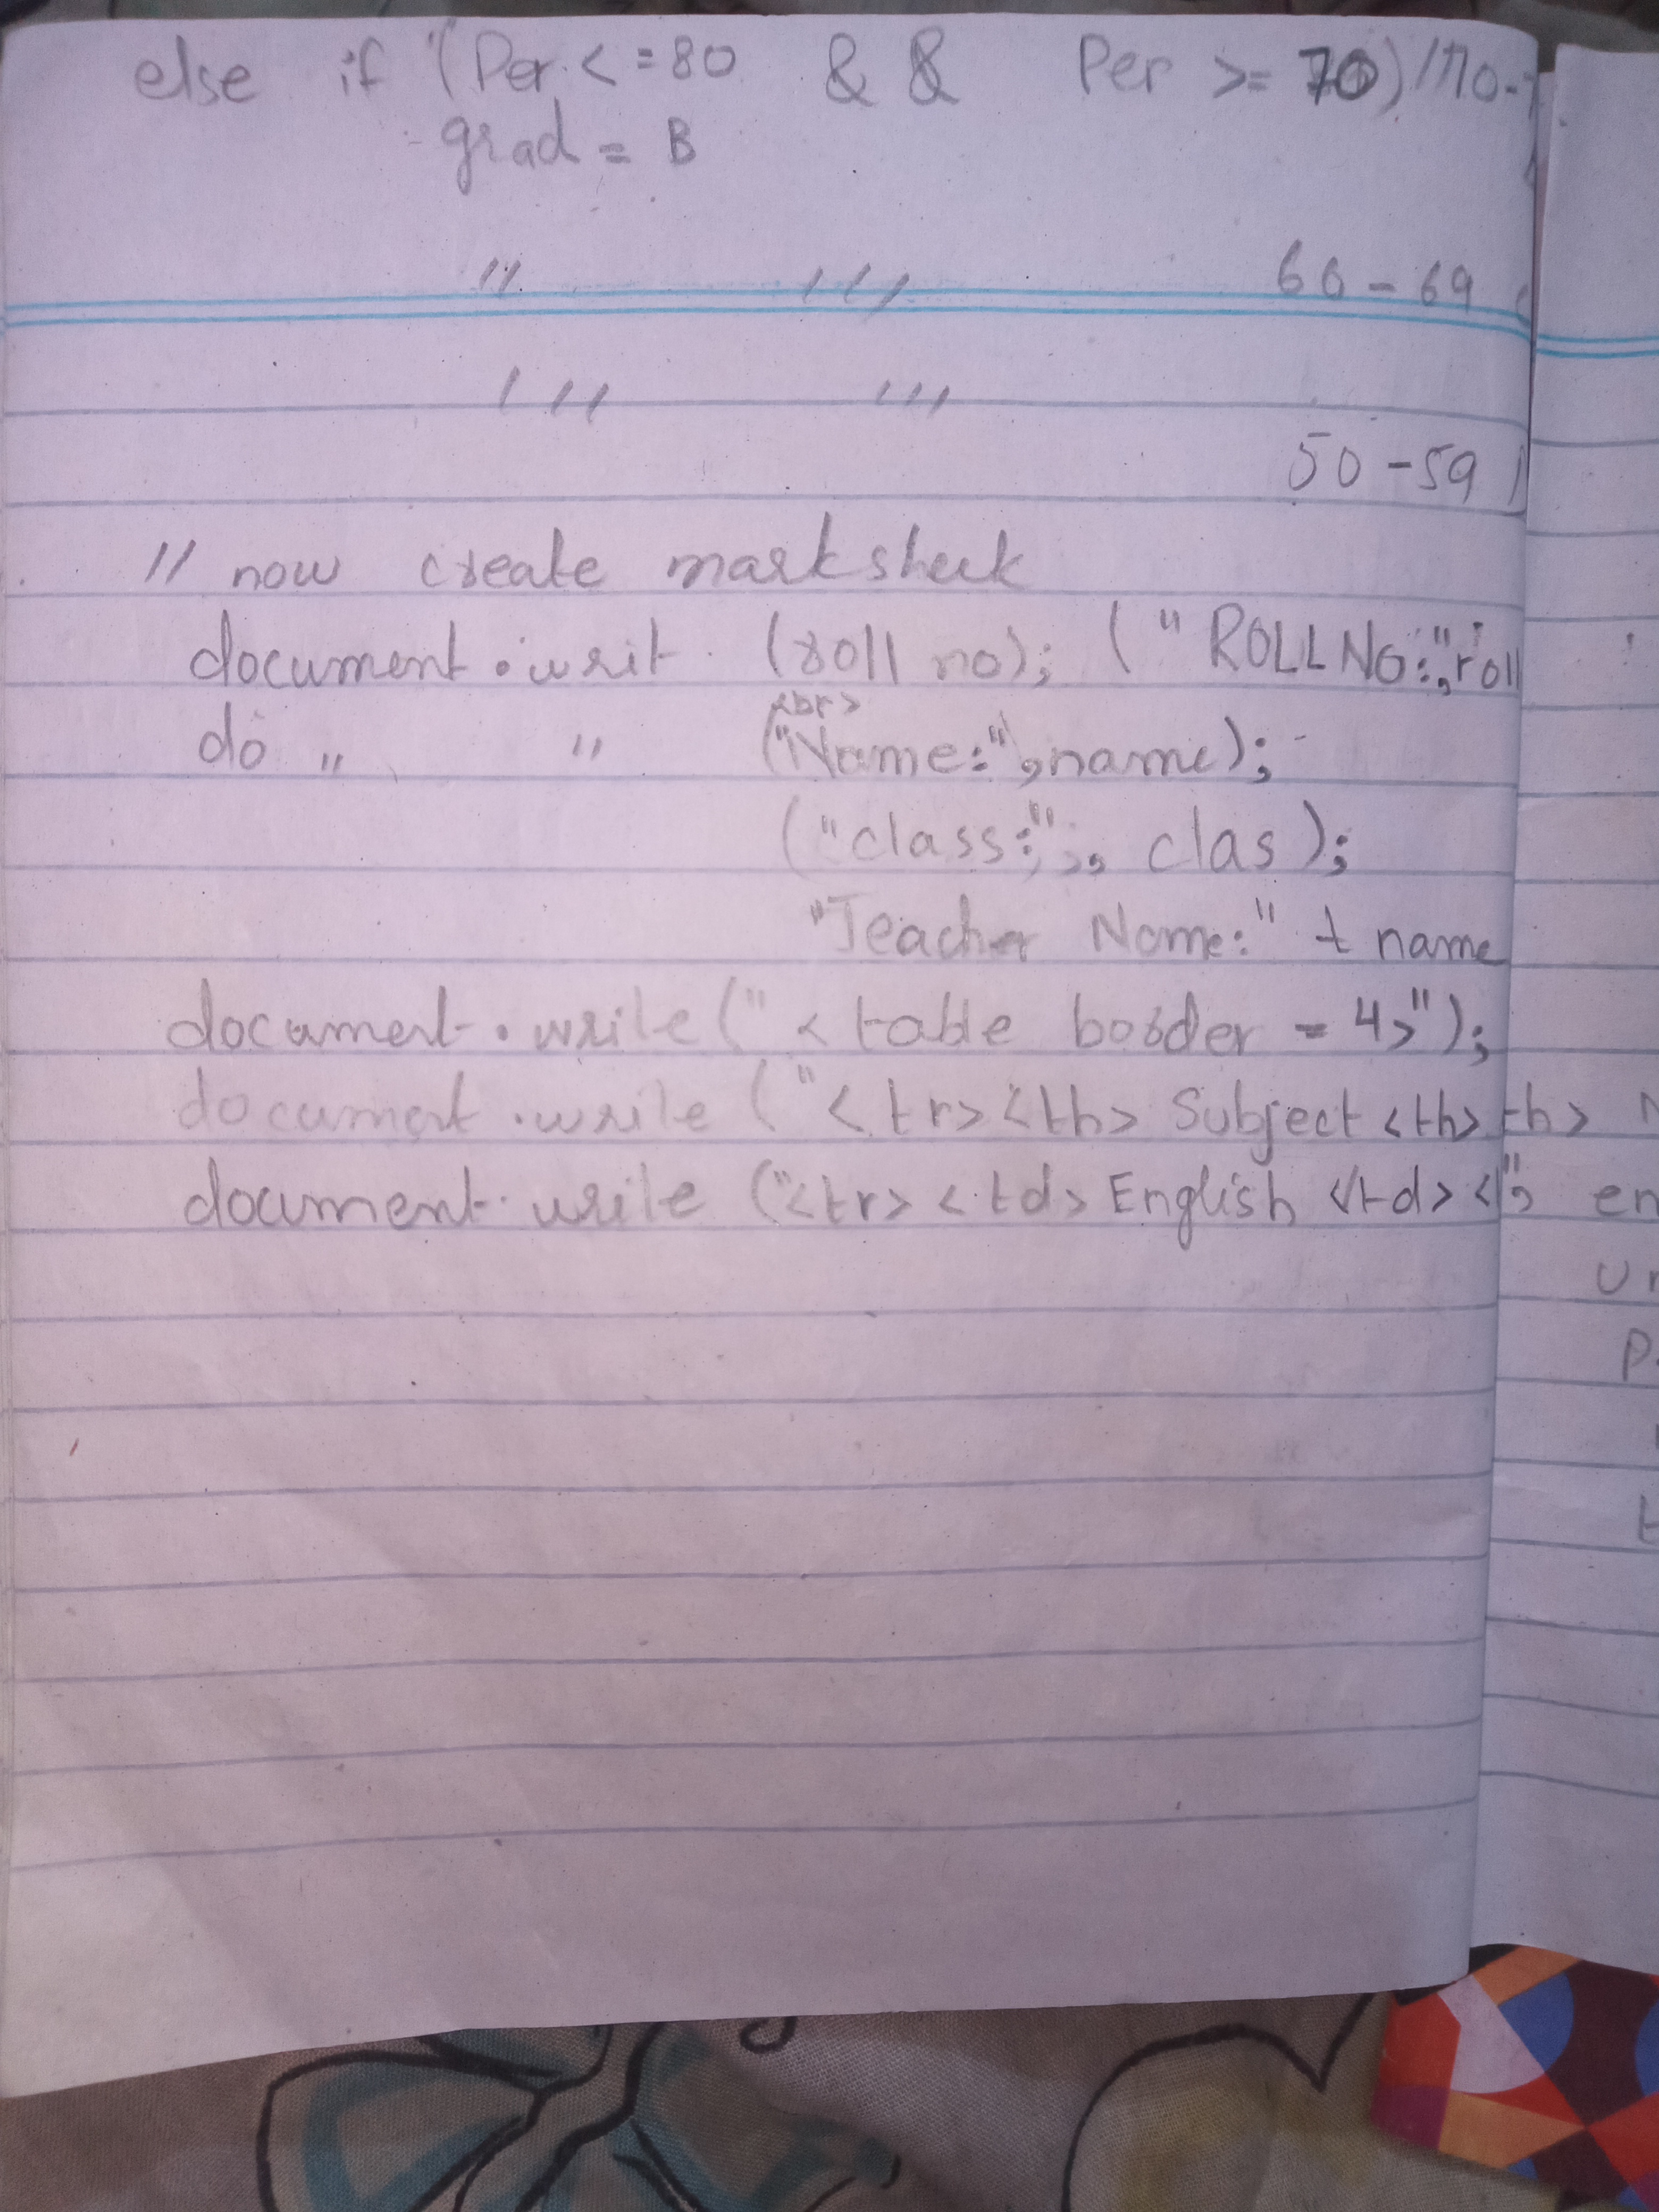 else if (Per <= 80 && Per >= 70) //70-
grad = B
" ,,, 60-69
,,, ,,,
50-59
// now create marksheet
document.writ (roll no); ("ROLL NO:",roll
<br>
do " " ("Name:",name);
("class:", clas);
"Teacher Name:" t name
document.write("<table border = 4>");
document.write ("<tr><th> Subject <th> th>
document.write ("<tr><td> English </td><", en
Ur